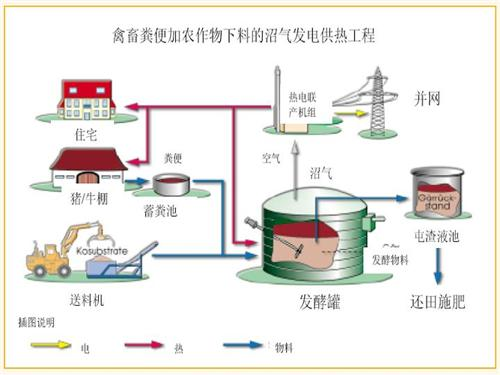 禽畜粪便加农作物下料的沼气发电供热工程
热电联
产机组
并网
住宅
粪便
空气
沼气
猪/牛棚
蓄粪池
Gärrück-
stand
Kosubstrate
屯渣液池
发酵物料
送料机
发酵罐
还田施肥
插图说明
电
热
物料